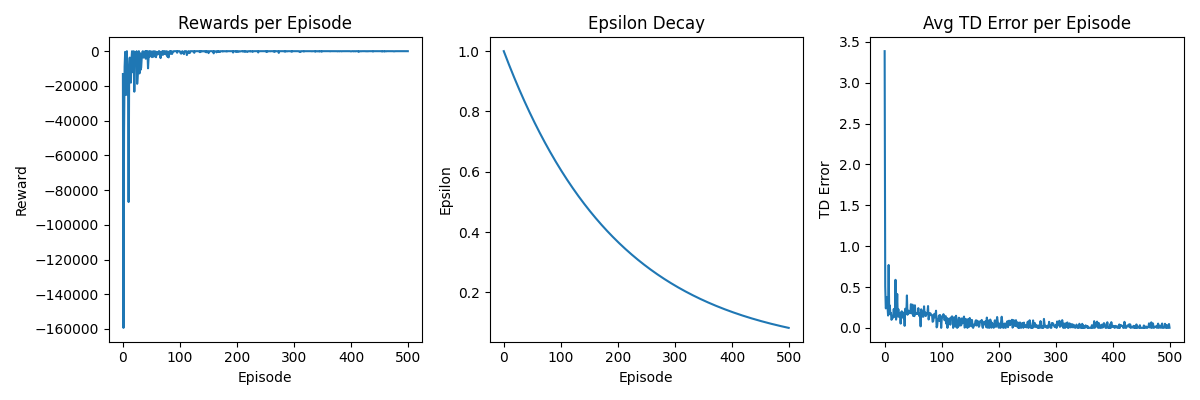 Rewards per Episode
Reward
0
−20000
−40000
−60000
−80000
−100000
−120000
−140000
−160000
0 100 200 300 400 500
Episode
Epsilon Decay
Epsilon
1.0
0.8
0.6
0.4
0.2
0 100 200 300 400 500
Episode
Avg TD Error per Episode
TD Error
3.5
3.0
2.5
2.0
1.5
1.0
0.5
0.0
0 100 200 300 400 500
Episode